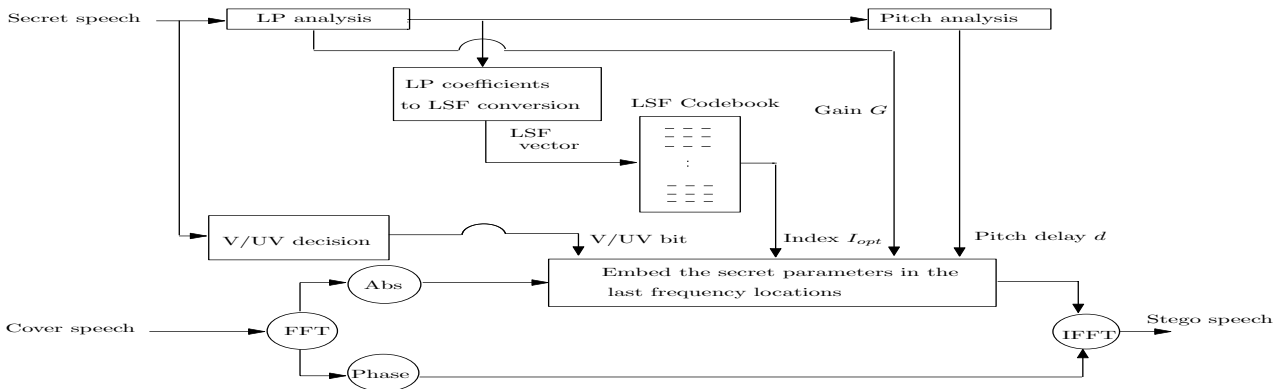 Secret speech
LP analysis
Pitch analysis
LP coefficients
to LSF conversion
LSF Codebook
Gain G
LSF
vector
V/UV decision
V/UV bit
Index I_{opt}
Pitch delay d
Embed the secret parameters in the
last frequency locations
Abs
Cover speech
FFT
Stego speech
IFFT
Phase